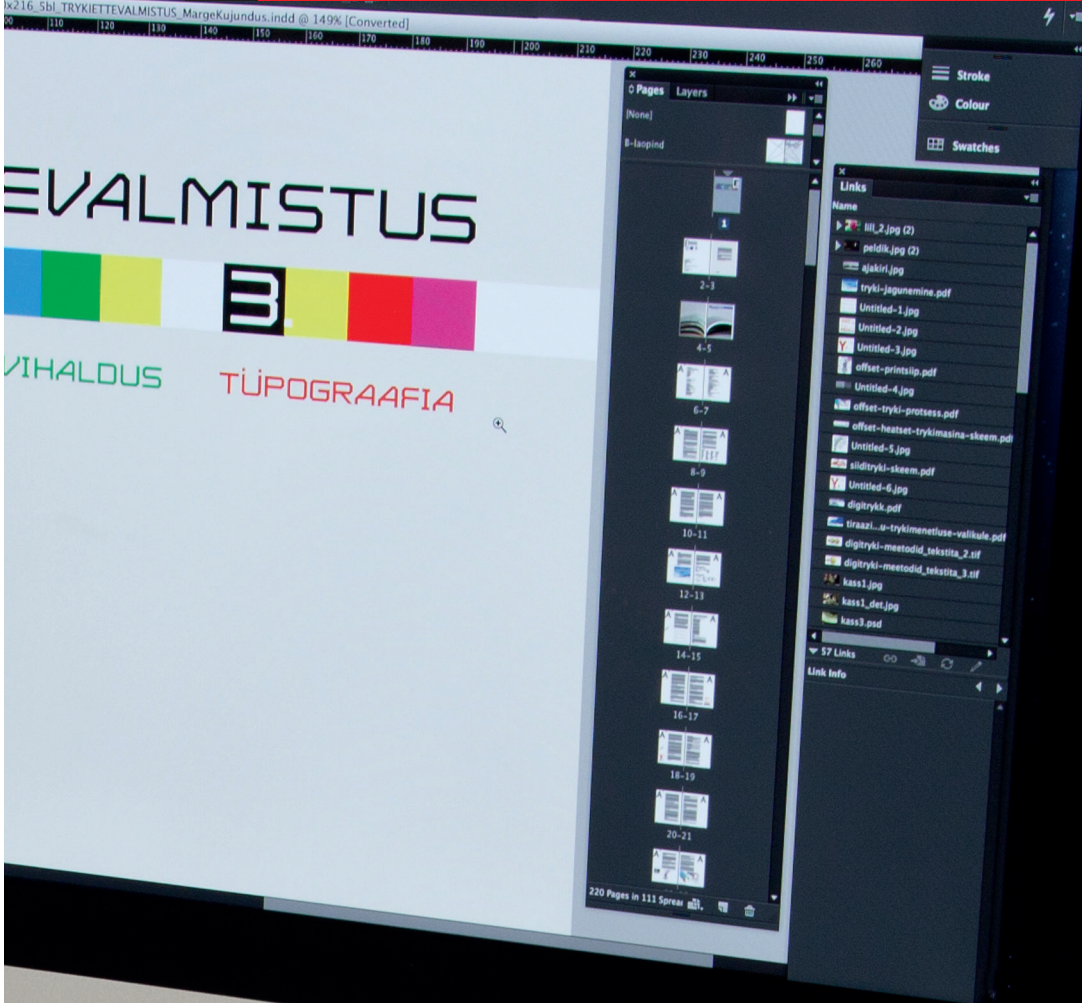 0x216_Sbl_TRYKIETTEVALMISTUS_MargeKujundus.indd @ 149% [Converted]
110 120 130 140 150 160 170 180 190 200 210 220 230 240 250 260
EVALMISTUS
3.
VIHALDUS
TÜPOGRAAFIA
Pages Layers
[None]
B-laopind
1
2-3
4-5
6-7
8-9
10-11
12-13
14-15
16-17
18-19
20-21
220 Pages in 111 Sprea
Stroke
Colour
Swatches
Links
Name
lill_2.jpg (2)
peldik.jpg (2)
ajakiri.jpg
tryki-jagunemine.pdf
Untitled-1.jpg
Untitled-2.jpg
Untitled-3.jpg
offset-printsiip.pdf
Untitled-4.jpg
offset-tryki-protsess.pdf
offset-heatset-trykimasina-skeem.pdf
Untitled-5.jpg
siiditryki-skeem.pdf
Untitled-6.jpg
digitrykk.pdf
tiraazi...u-trykimenetluse-valikule.pdf
digitryki-meetodid_tekstita_2.tif
digitryki-meetodid_tekstita_3.tif
kass1.jpg
kass1_det.jpg
kass3.psd
57 Links
Link Info